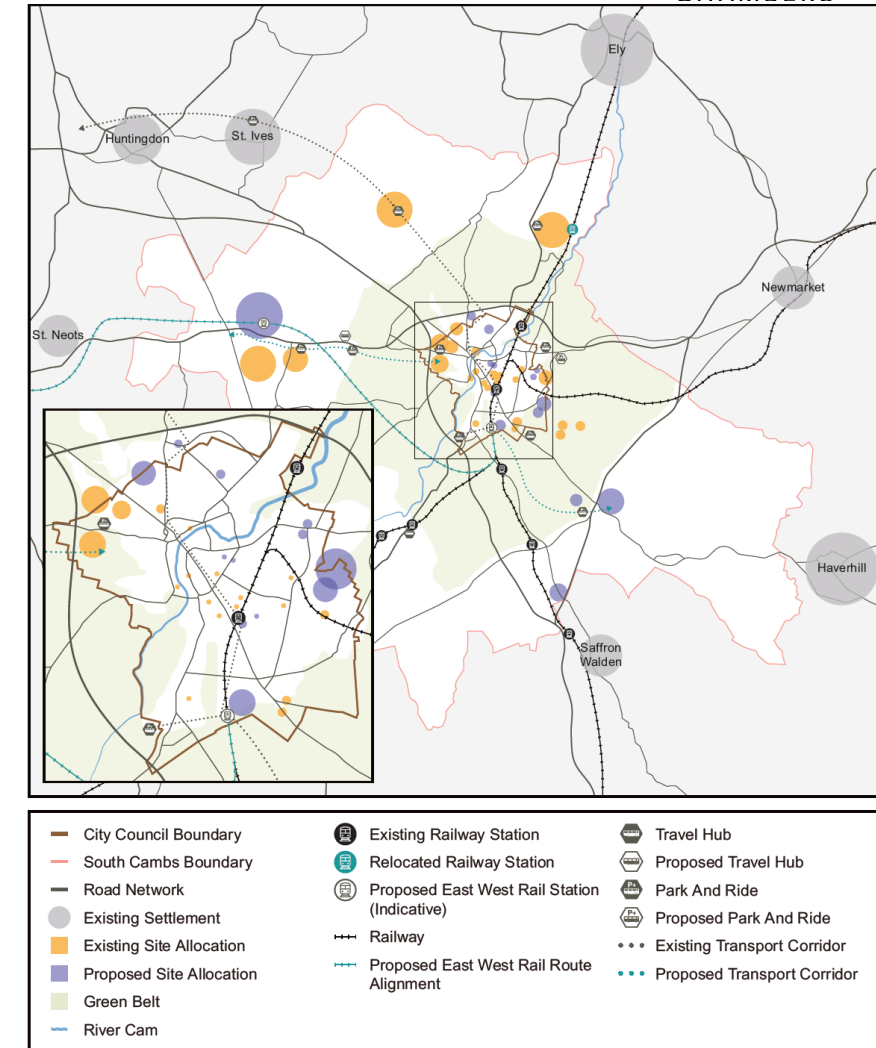 Ely
Huntingdon
St. Ives
Newmarket
St. Neots
Haverhill
Saffron
Walden
City Council Boundary
South Cambs Boundary
Road Network
Existing Settlement
Existing Site Allocation
Proposed Site Allocation
Green Belt
River Cam
Existing Railway Station
Relocated Railway Station
Proposed East West Rail Station
(Indicative)
Railway
Proposed East West Rail Route
Alignment
Travel Hub
Proposed Travel Hub
Park And Ride
Proposed Park And Ride
Existing Transport Corridor
Proposed Transport Corridor